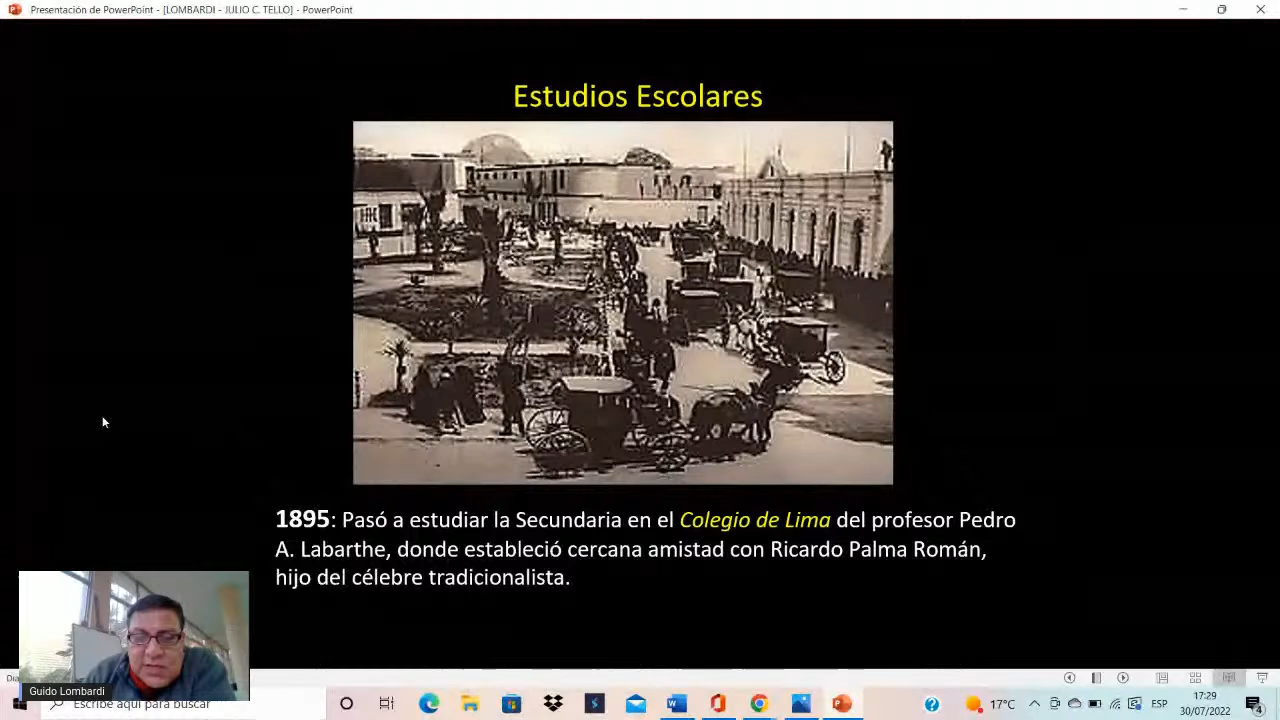 Presentación de PowerPoint - [LOMBARDI - JULIO C. TELLO] - PowerPoint
Estudios Escolares
1895: Pasó a estudiar la Secundaria en el Colegio de Lima del profesor Pedro
A. Labarthe, donde estableció cercana amistad con Ricardo Palma Román,
hijo del célebre tradicionalista.
Guido Lombardi
Escribe aquí para buscar
17°C
ESP
17:29
30/07/2022
4